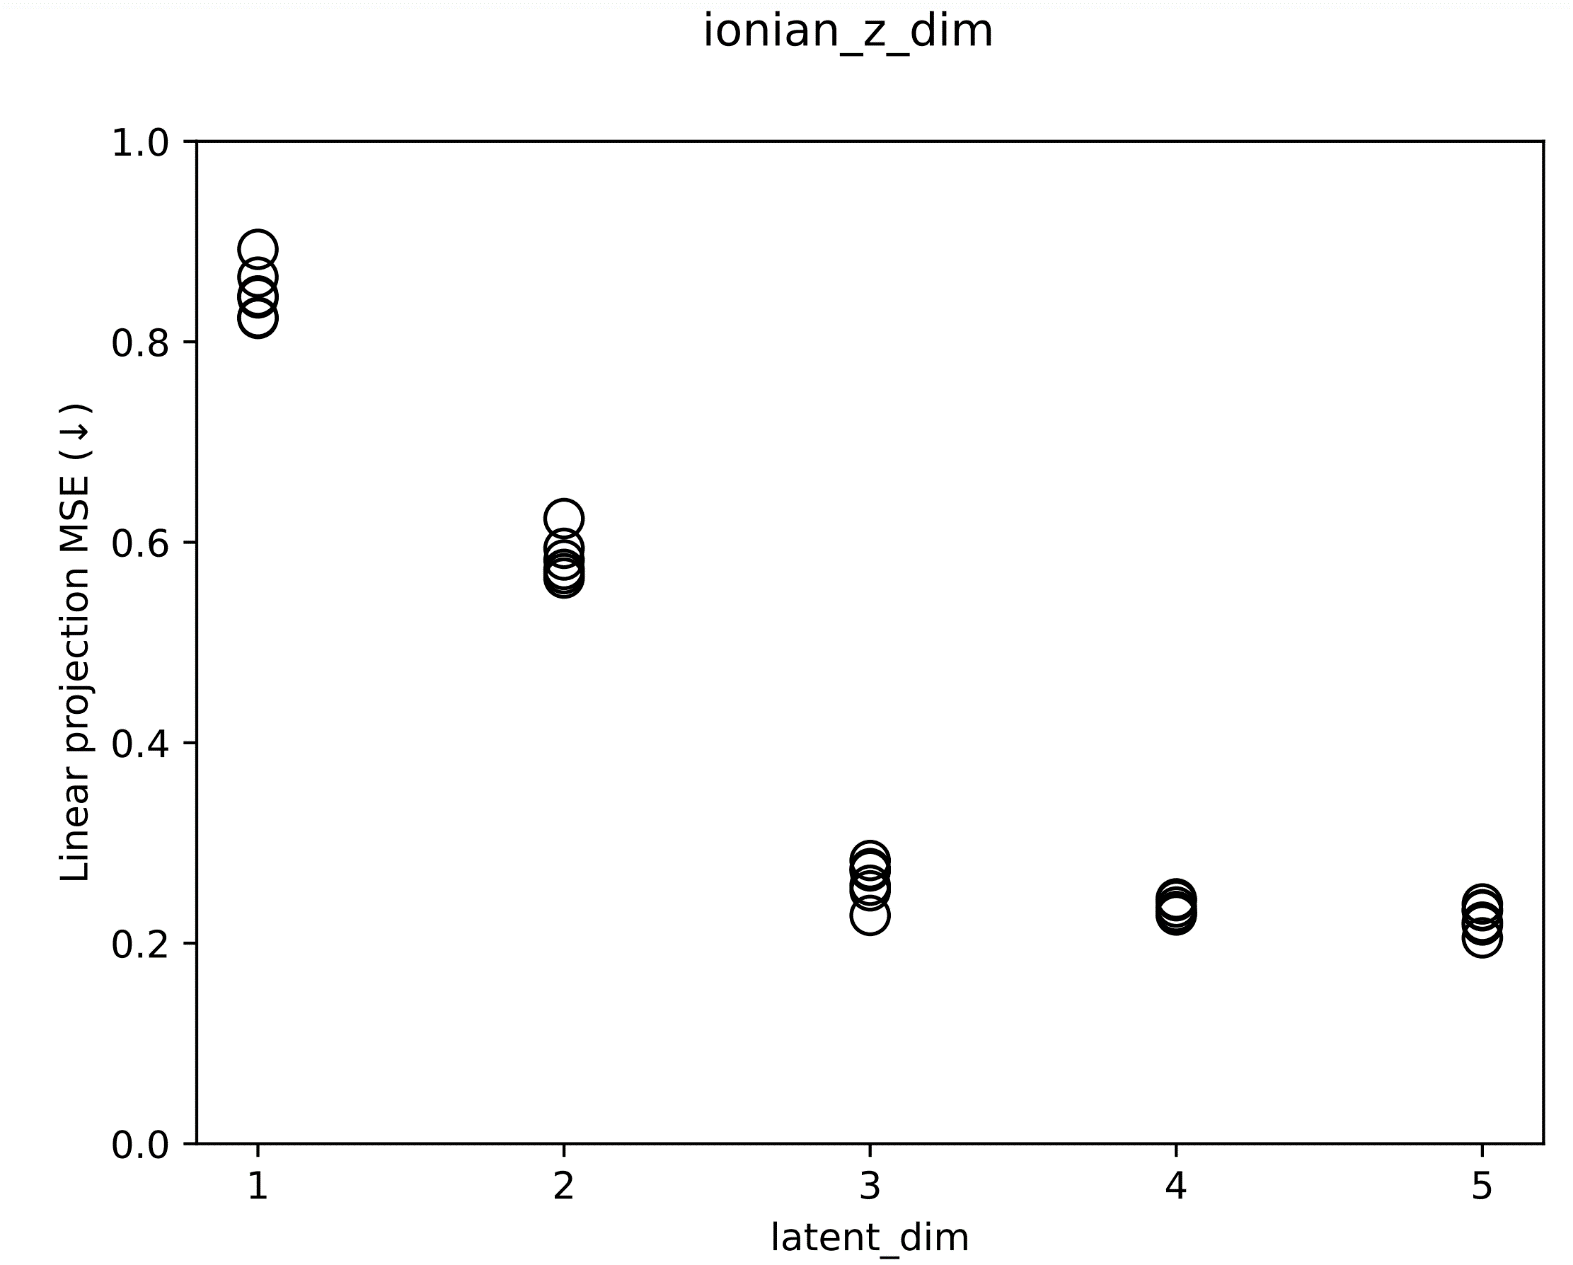 ionian_z_dim
Linear projection MSE (↓)
1.0
0.8
0.6
0.4
0.2
0.0
1 2 3 4 5
latent_dim